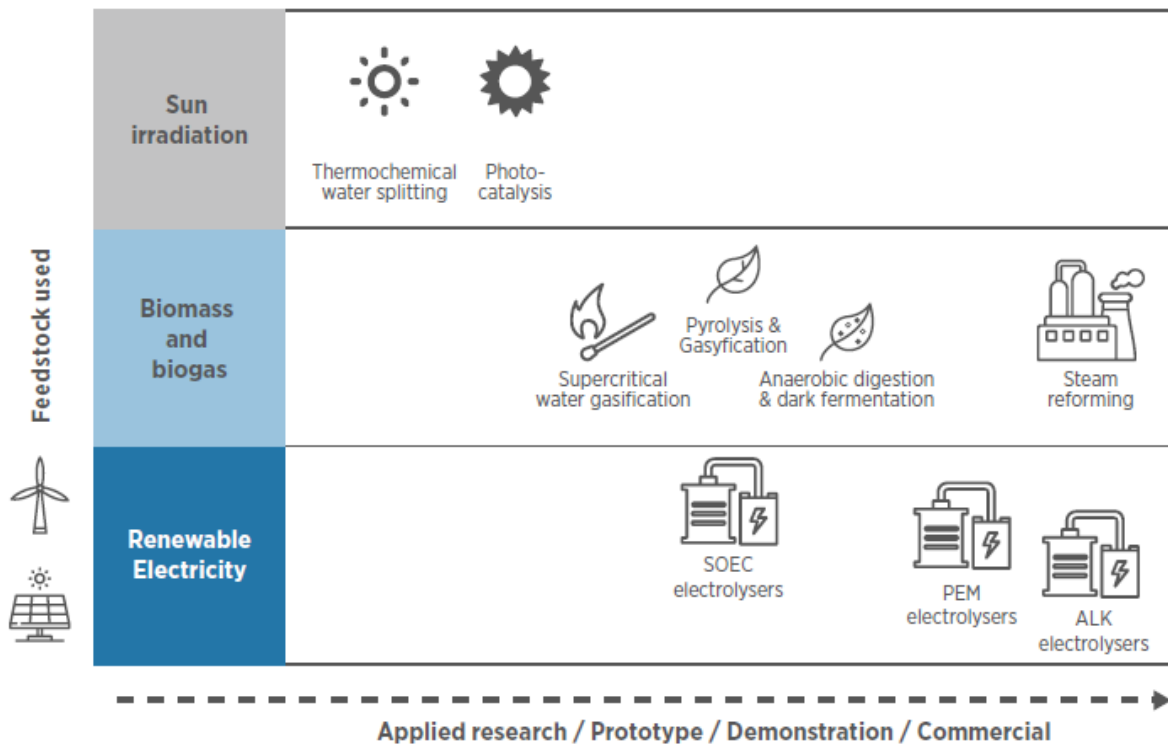 Feedstock used
Sun
irradiation
Thermochemical
water splitting
Photo-
catalysis
Biomass
and
biogas
Supercritical
water gasification
Pyrolysis &
Gasyfication
Anaerobic digestion
& dark fermentation
Steam
reforming
Renewable
Electricity
SOEC
electrolysers
PEM
electrolysers
ALK
electrolysers
Applied research / Prototype / Demonstration / Commercial